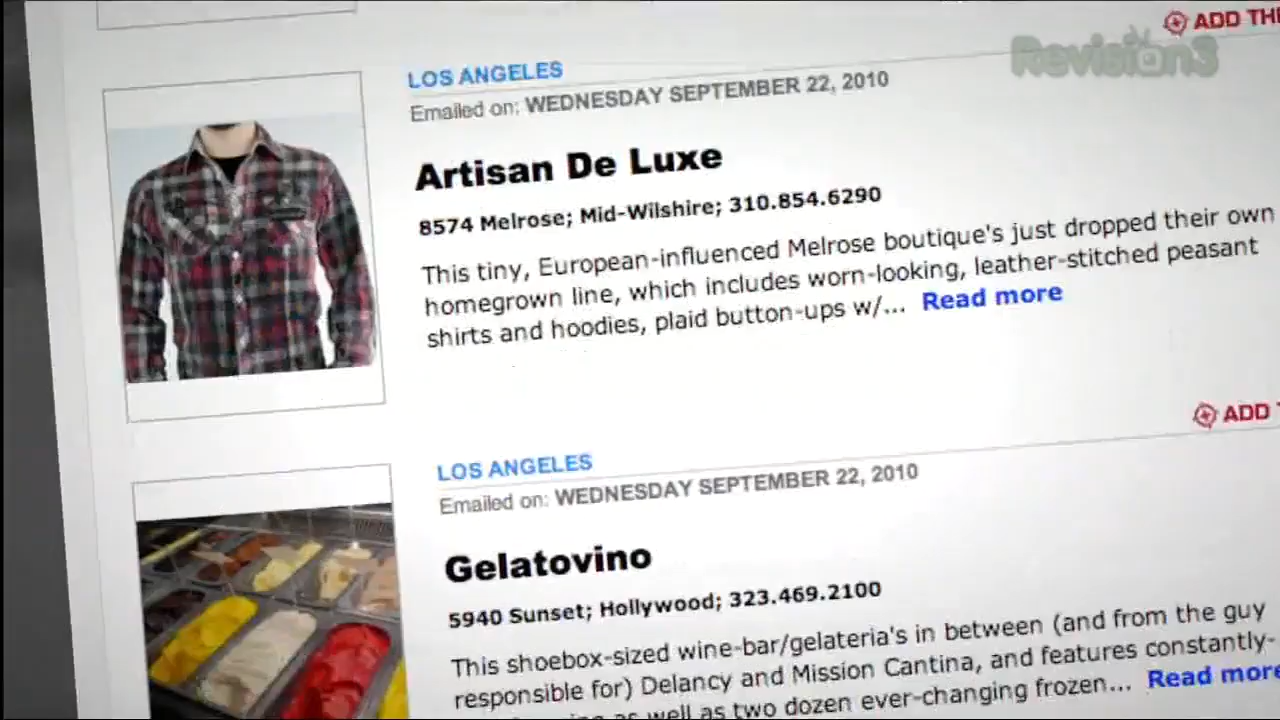 ADD
Revision3
LOS ANGELES
Emailed on: WEDNESDAY SEPTEMBER 22, 2010
Artisan De Luxe
8574 Melrose; Mid-Wilshire; 310.854.6290
This tiny, European-influenced Melrose boutique's just dropped their own
homegrown line, which includes worn-looking, leather-stitched peasant
shirts and hoodies, plaid button-ups w/... Read more
ADD
LOS ANGELES
Emailed on: WEDNESDAY SEPTEMBER 22, 2010
Gelatovino
5940 Sunset; Hollywood; 323.469.2100
This shoebox-sized wine-bar/gelateria's in between (and from the guy
responsible for) Delancy and Mission Cantina, and features constantly-
as well as two dozen ever-changing frozen... Read more